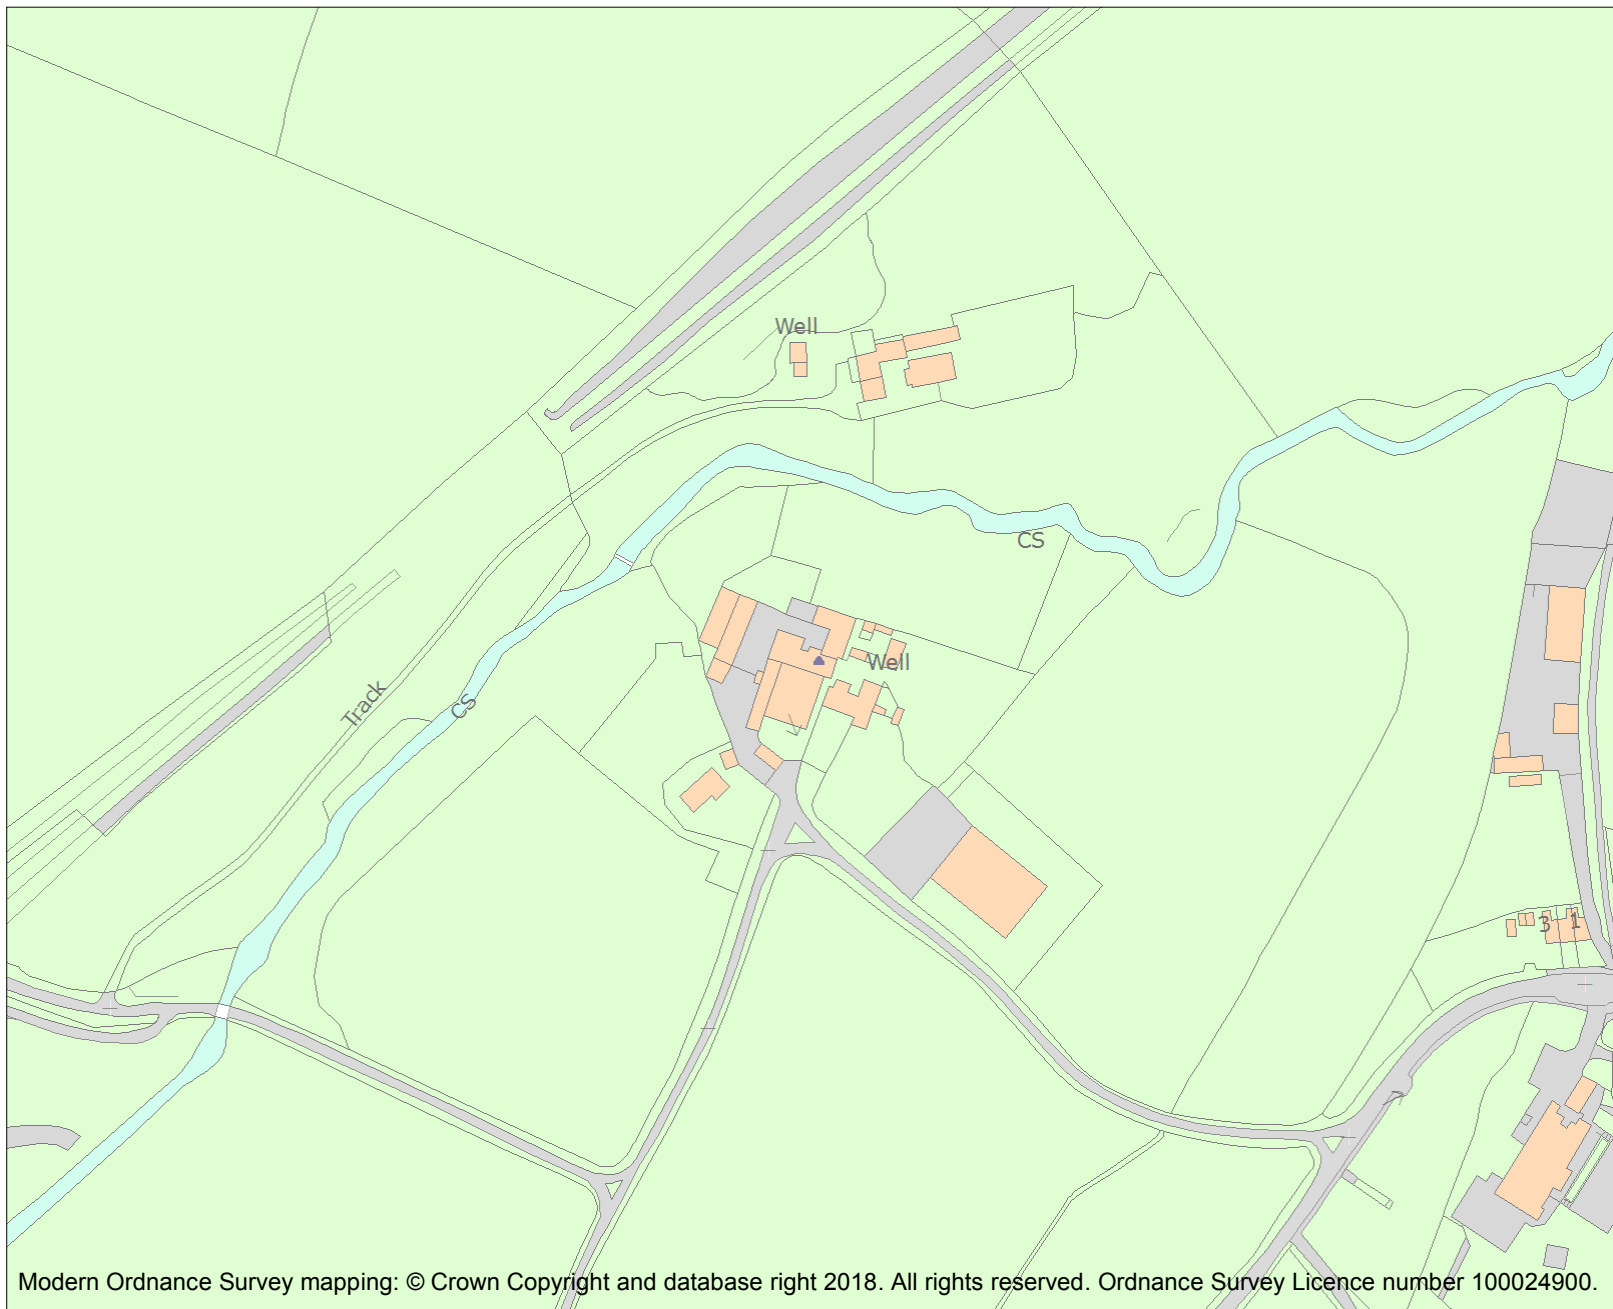 Well
CS
Well
Track
CS
3 1
Modern Ordnance Survey mapping: © Crown Copyright and database right 2018. All rights reserved. Ordnance Survey Licence number 100024900.